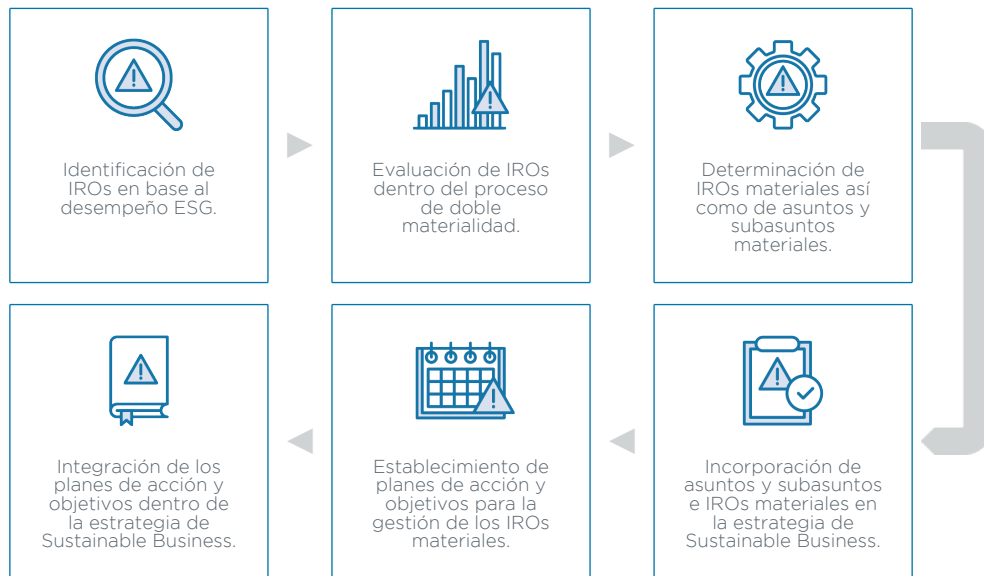 Identificación de
IROs en base al
desempeño ESG.
Evaluación de IROs
dentro del proceso
de doble
materialidad.
Determinación de
IROs materiales así
como de asuntos y
subasuntos
materiales.
Incorporación de
asuntos y subasuntos
e IROs materiales en
la estrategia de
Sustainable Business.
Establecimiento de
planes de acción y
objetivos para la
gestión de los IROs
materiales.
Integración de los
planes de acción y
objetivos dentro de
la estrategia de
Sustainable Business.